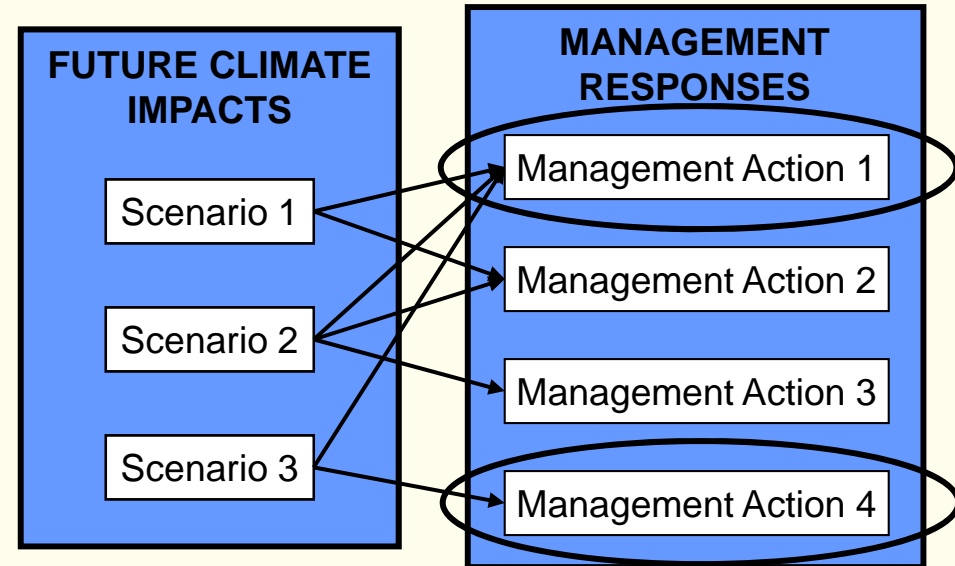 FUTURE CLIMATE
IMPACTS
Scenario 1
Scenario 2
Scenario 3
MANAGEMENT
RESPONSES
Management Action 1
Management Action 2
Management Action 3
Management Action 4